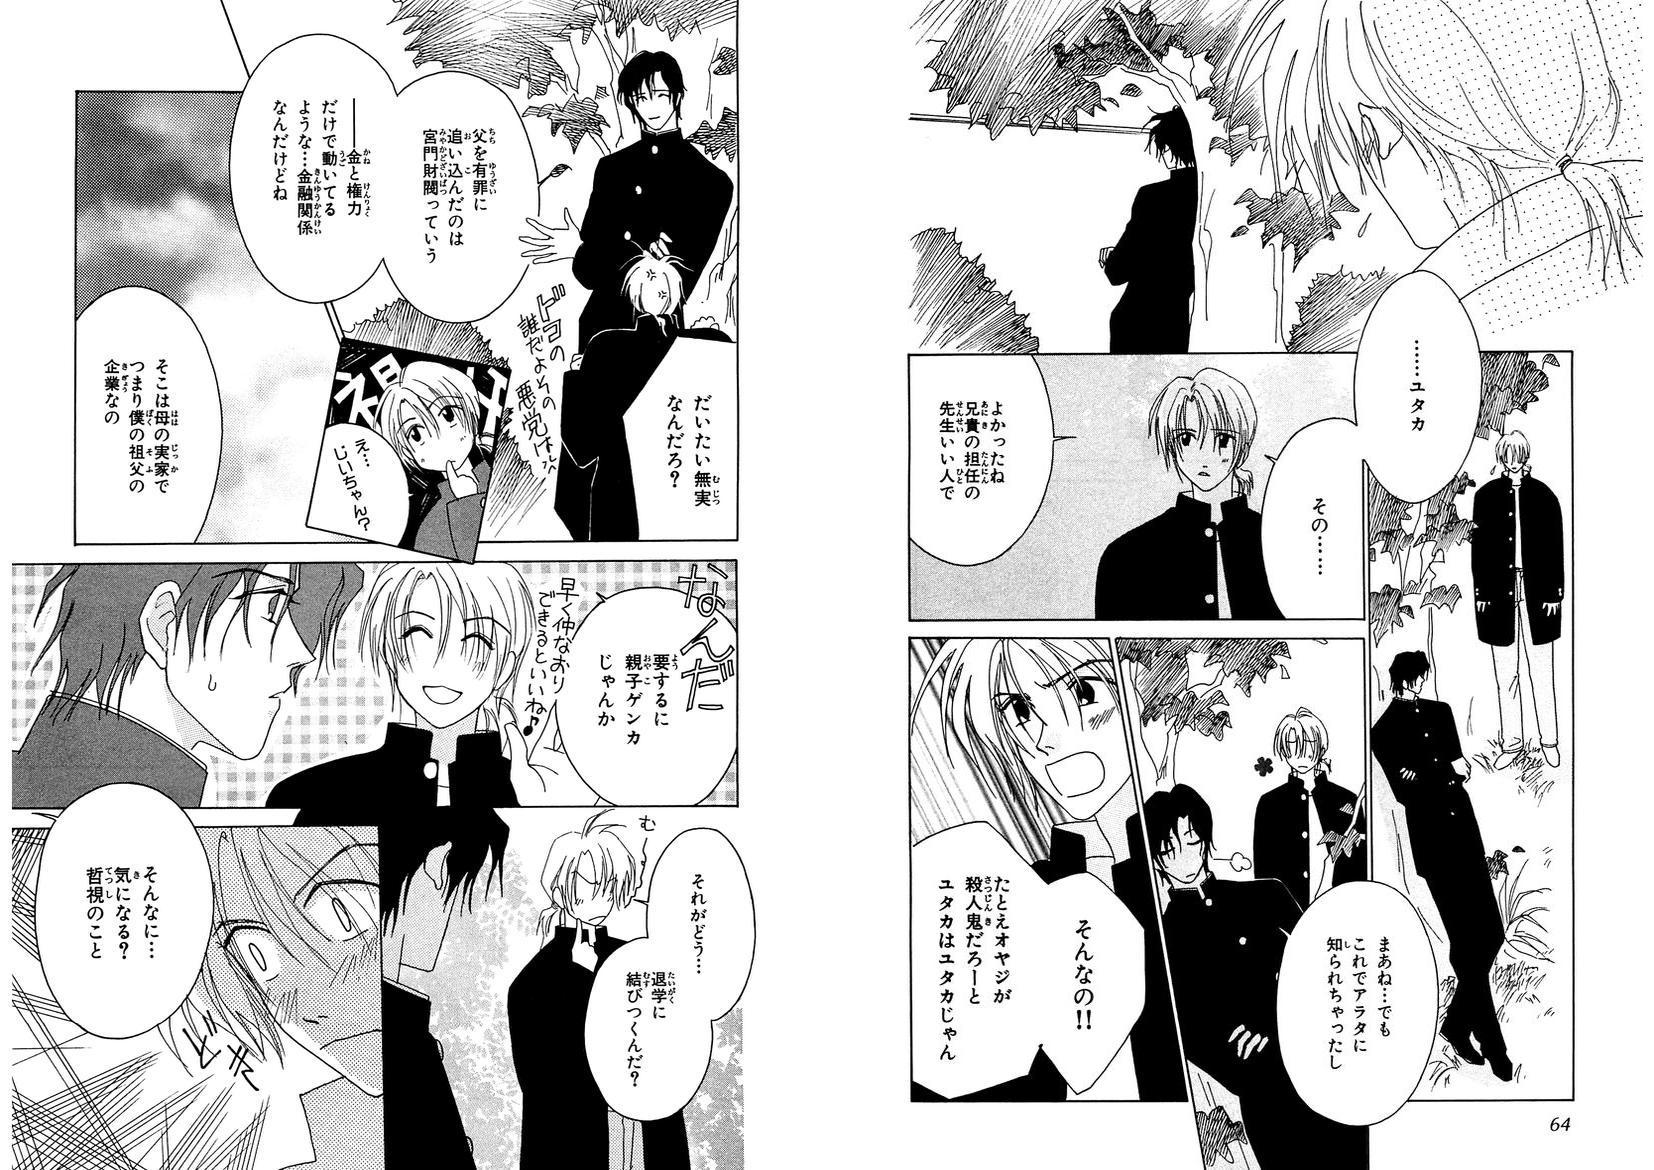 ……ユタカ
その……
よかったね
兄貴の担任の
先生いい人で
まあね…でも
これでアラタに
知られちゃったし
そんなの!!
たとえオヤジが
殺人鬼だろーと
ユタカはユタカじゃん
64
だいたい無実
なんだろ?
ドコの
誰だよその
悪党は
父を有罪に
追い込んだのは
宮門財閥っていう
――金と権力
だけで動いてる
ような…金融関係
なんだけどね
え…
じいちゃん?
そこは母の実家で
つまり僕の祖父の
企業なの
なんだ
要するに
親子ゲンカ
じゃんか
早く仲なおり
できるといいね♪
む
それがどう…
退学に
結びつくんだ?
そんなに…
気になる?
哲視のこと
どきっ